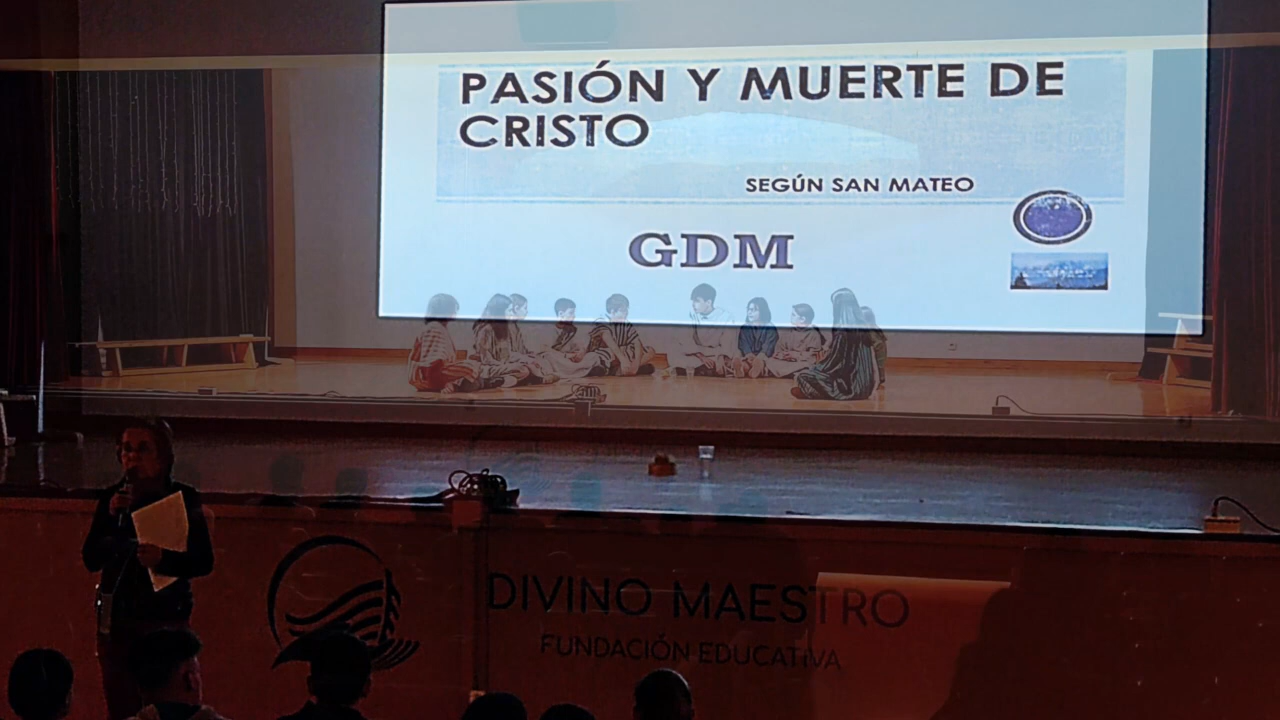 PASIÓN Y MUERTE DE
CRISTO
SEGÚN SAN MATEO
GDM
DIVINO MAESTRO
FUNDACIÓN EDUCATIVA